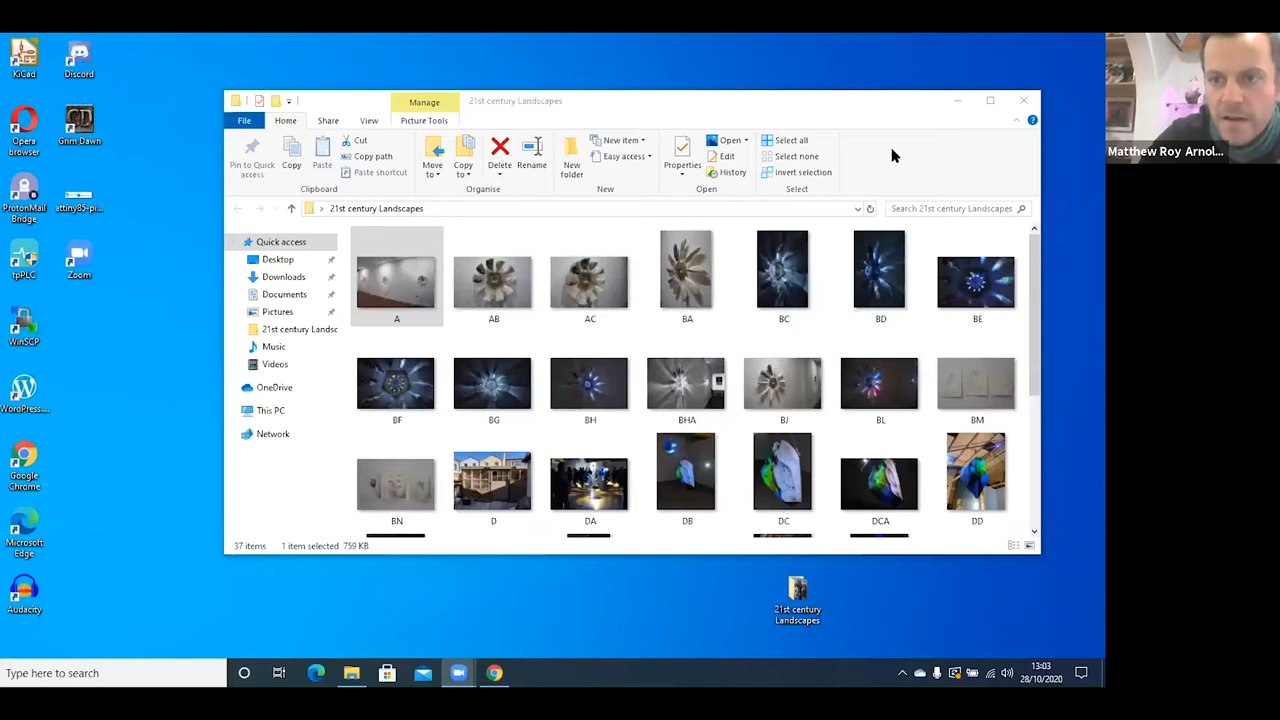 KiCad
Discord
Opera
browser
Grim Dawn
ProtonMail
Bridge
attiny85-pi...
tpPLC
Zoom
WinSCP
WordPress....
Google
Chrome
Microsoft
Edge
Audacity
Manage
21st century Landscapes
File
Home
Share
View
Picture Tools
Pin to Quick
access
Copy
Paste
Cut
Copy path
Paste shortcut
Clipboard
Move
to
Copy
to
Delete
Rename
Organise
New
folder
New item
Easy access
New
Properties
Open
Edit
History
Open
Select all
Select none
Invert selection
Select
21st century Landscapes
Search 21st century Landscapes
Quick access
Desktop
Downloads
Documents
Pictures
21st century Landsc
Music
Videos
OneDrive
This PC
Network
A AB AC BA BC BD BE
BF BG BH BHA BJ BL BM
BN D DA DB DC DCA DD
37 items 1 item selected 759 KB
21st century
Landscapes
Matthew Roy Arnol...
Type here to search
13:03
28/10/2020